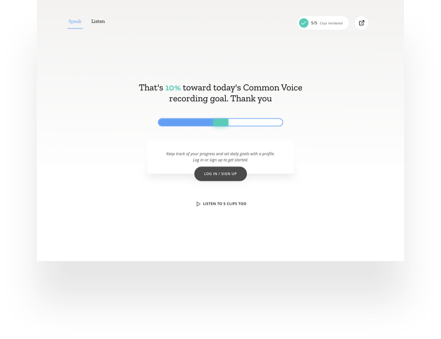 Speak Listen
5/5 Clips recorded
That's 10% toward today's Common Voice
recording goal. Thank you
Keep track of your progress and set daily goals with a profile.
Log in or Sign up to get started
LOG IN / SIGN UP
LISTEN TO 5 CLIPS TOO